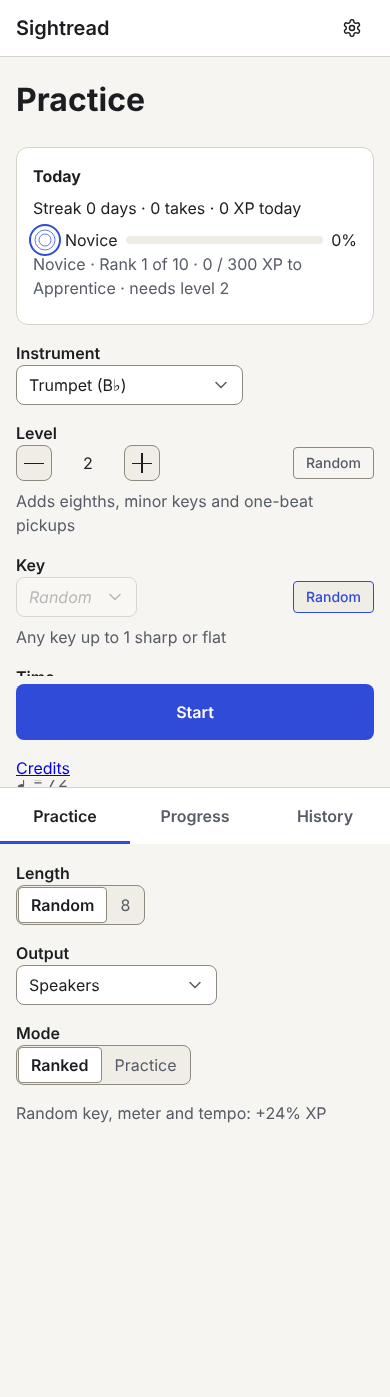 Sightread
Practice
Today
Streak 0 days · 0 takes · 0 XP today
Novice 0%
Novice · Rank 1 of 10 · 0 / 300 XP to
Apprentice · needs level 2
Instrument
Trumpet (B♭)
Level
2 Random
Adds eighths, minor keys and one-beat
pickups
Key
Random Random
Any key up to 1 sharp or flat
Start
Credits
Practice Progress History
Length
Random 8
Output
Speakers
Mode
Ranked Practice
Random key, meter and tempo: +24% XP